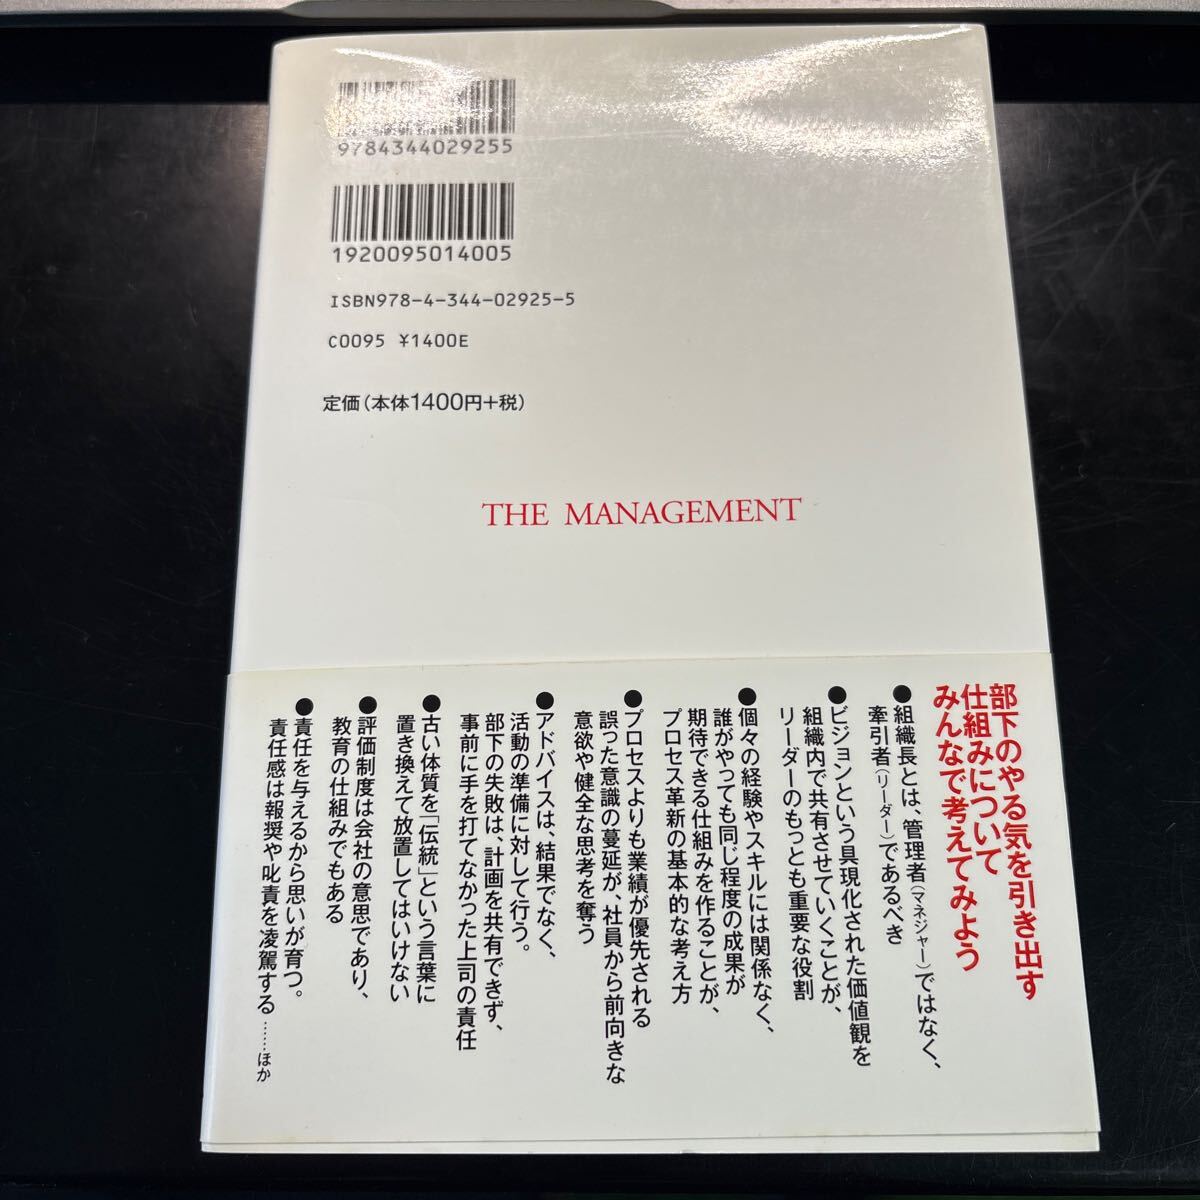 9784344029255
1920095014005
ISBN978-4-344-02925-5
C0095 ¥1400E
定価(本体1400円+税)
THE MANAGEMENT
部下のやる気を引き出す
仕組みについて
みんなで考えてみよう
●組織長とは、管理者(マネジャー)ではなく、
牽引者(リーダー)であるべき
●ビジョンという具現化された価値観を
組織内で共有させていくことが、
リーダーのもっとも重要な役割
●個々の経験やスキルには関係なく、
誰がやっても同じ程度の成果が
期待できる仕組みを作ることが、
プロセス革新の基本的な考え方
●プロセスよりも業績が優先される
誤った意識の蔓延が、社員から前向きな
意欲や健全な思考を奪う
●アドバイスは、結果でなく、
活動の準備に対して行う。
部下の失敗は、計画を共有できず、
事前に手を打てなかった上司の責任
●古い体質を「伝統」という言葉に
置き換えて放置してはいけない
●評価制度は会社の意思であり、
教育の仕組みでもある
●責任を与えるから思いが育つ。
責任感は報奨や叱責を凌駕する……ほか